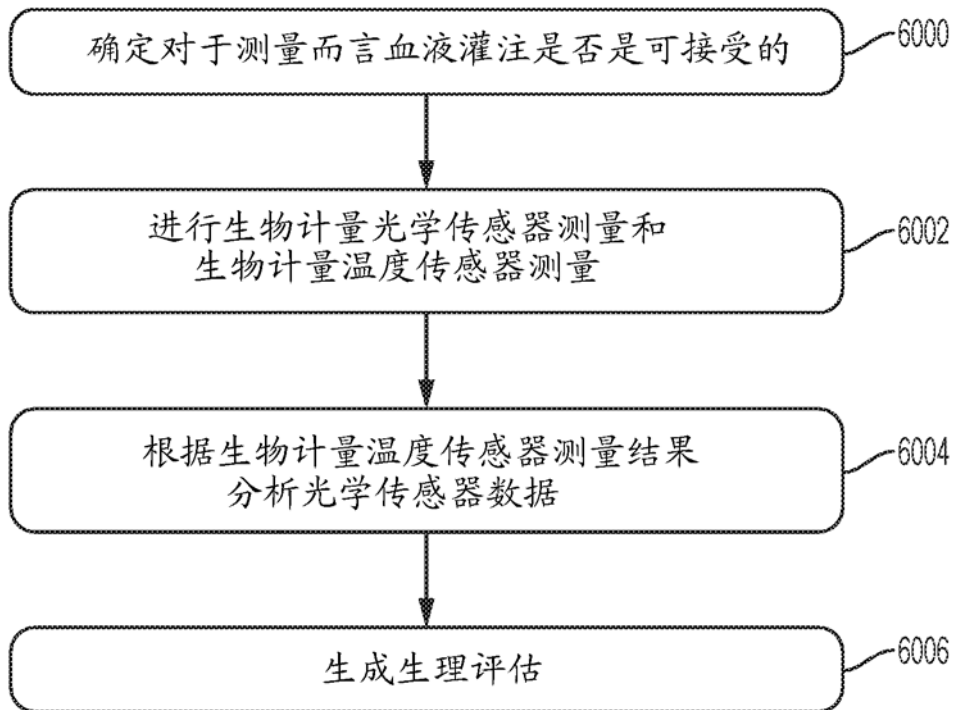 确定对于测量而言血液灌注是否是可接受的
6000
进行生物计量光学传感器测量和
生物计量温度传感器测量
6002
根据生物计量温度传感器测量结果
分析光学传感器数据
6004
生成生理评估
6006